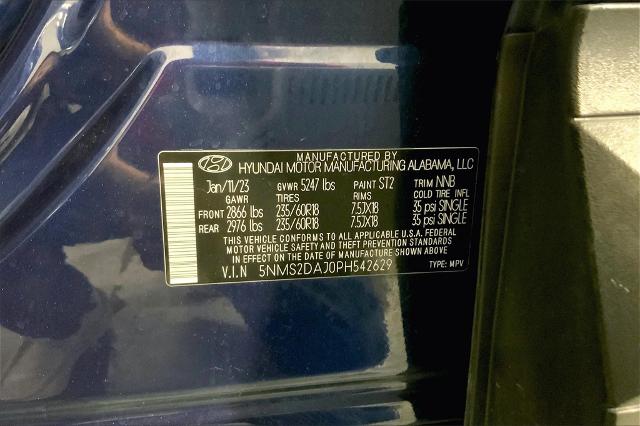 MANUFACTURED BY
HYUNDAI MOTOR MANUFACTURING ALABAMA, LLC
Jan/11/23 GVWR 5247 lbs PAINT ST2 TRIM NNB
GAWR TIRES RIMS COLD TIRE INFL
FRONT 2866 lbs 235/60R18 7.5JX18 35 psi SINGLE
REAR 2976 lbs 235/60R18 7.5JX18 35 psi SINGLE
THIS VEHICLE CONFORMS TO ALL APPLICABLE U.S.A. FEDERAL
MOTOR VEHICLE SAFETY AND THEFT PREVENTION STANDARDS
IN EFFECT ON THE DATE OF MANUFACTURE SHOWN ABOVE
V.I.N 5NMS2DAJ0PH542629 TYPE: MPV